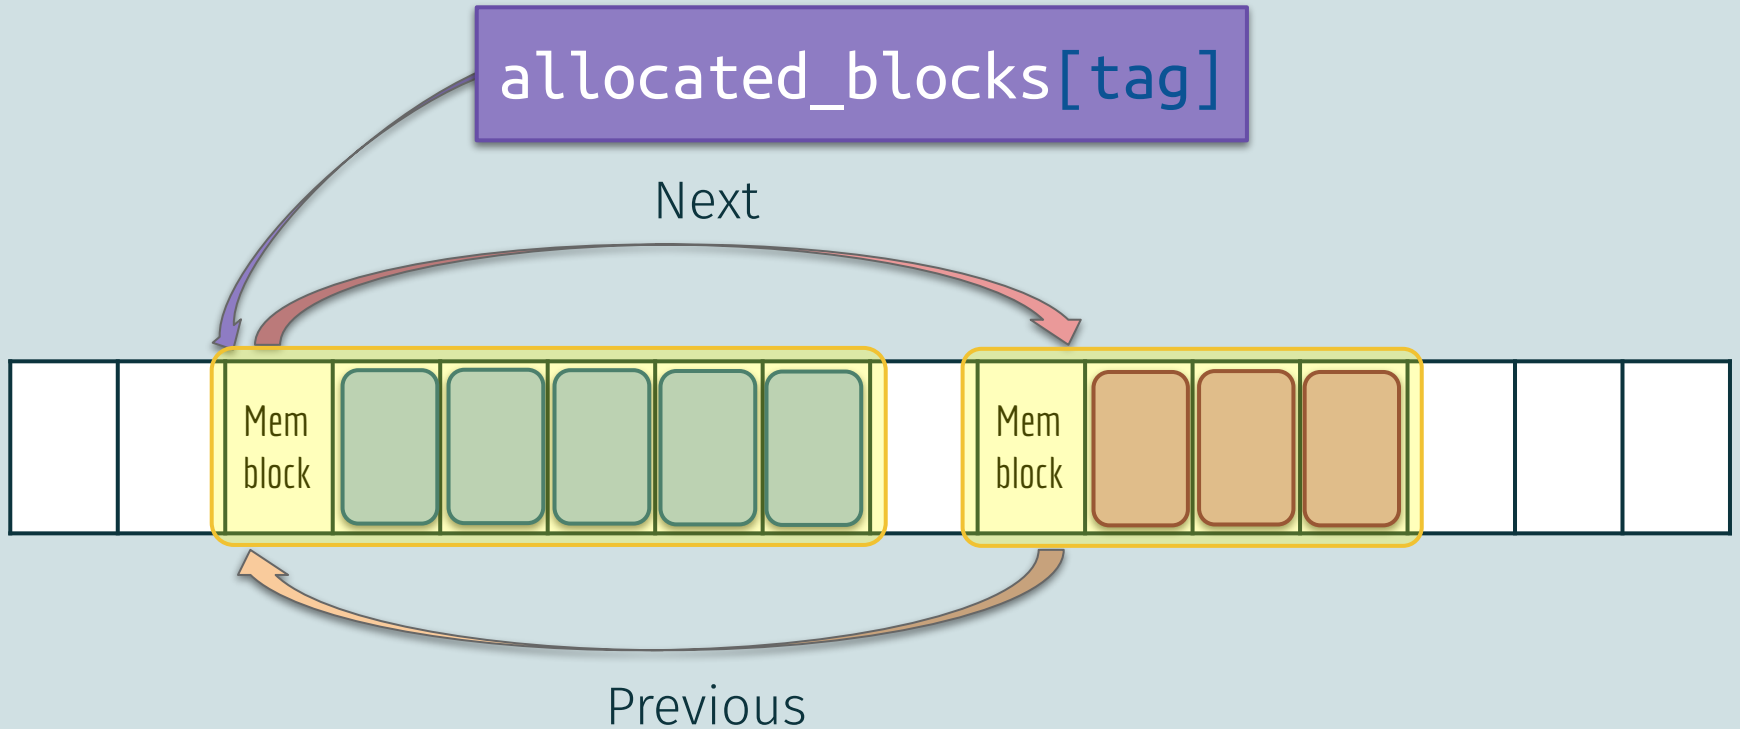 allocated_blocks[tag]
Next
Mem
block
Mem
block
Previous